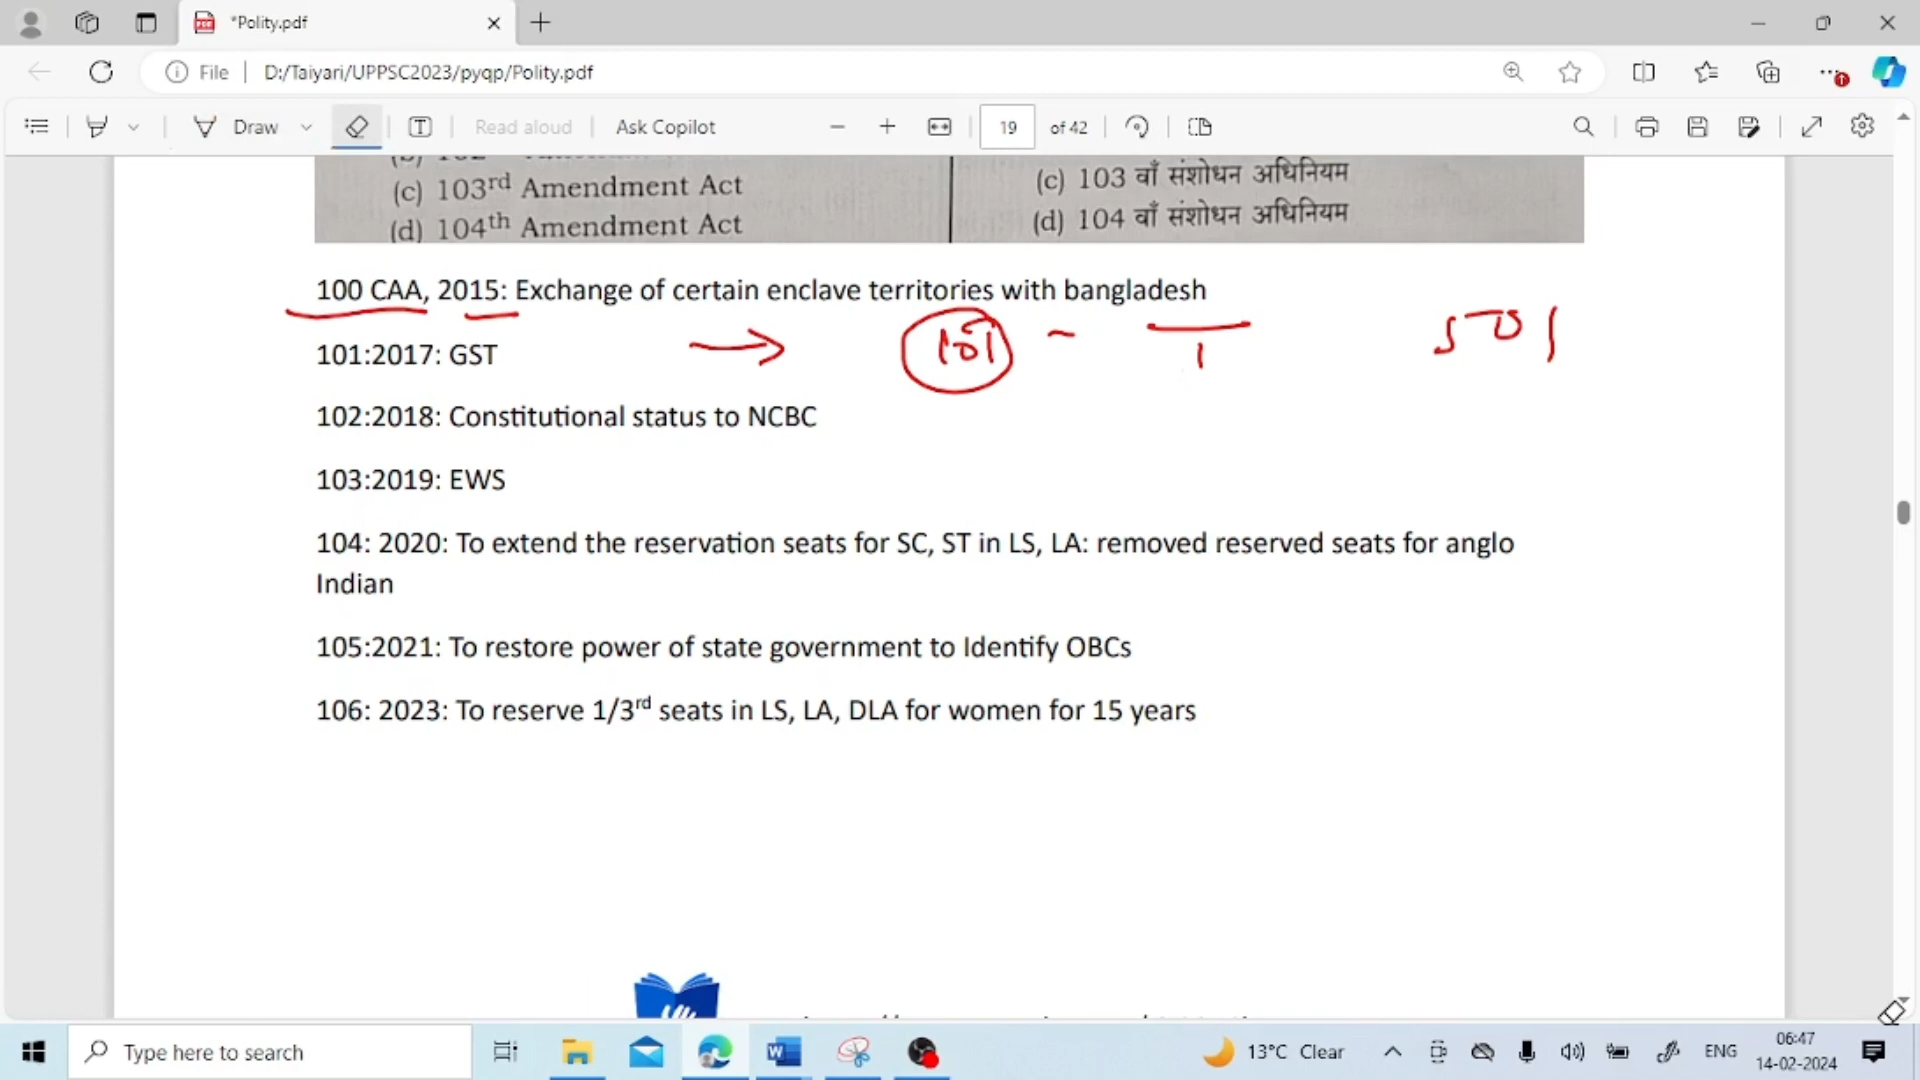 *Polity.pdf
File D:/Taiyari/UPPSC2023/pyqp/Polity.pdf
Draw Read aloud Ask Copilot 19 of 42
(c) 103rd Amendment Act
(d) 104th Amendment Act
(c) 103 वाँ संशोधन अधिनियम
(d) 104 वाँ संशोधन अधिनियम
100 CAA, 2015: Exchange of certain enclave territories with bangladesh
101:2017: GST
102:2018: Constitutional status to NCBC
103:2019: EWS
104: 2020: To extend the reservation seats for SC, ST in LS, LA: removed reserved seats for anglo
Indian
105:2021: To restore power of state government to Identify OBCs
106: 2023: To reserve 1/3rd seats in LS, LA, DLA for women for 15 years
Type here to search
13°C Clear
ENG
06:47
14-02-2024